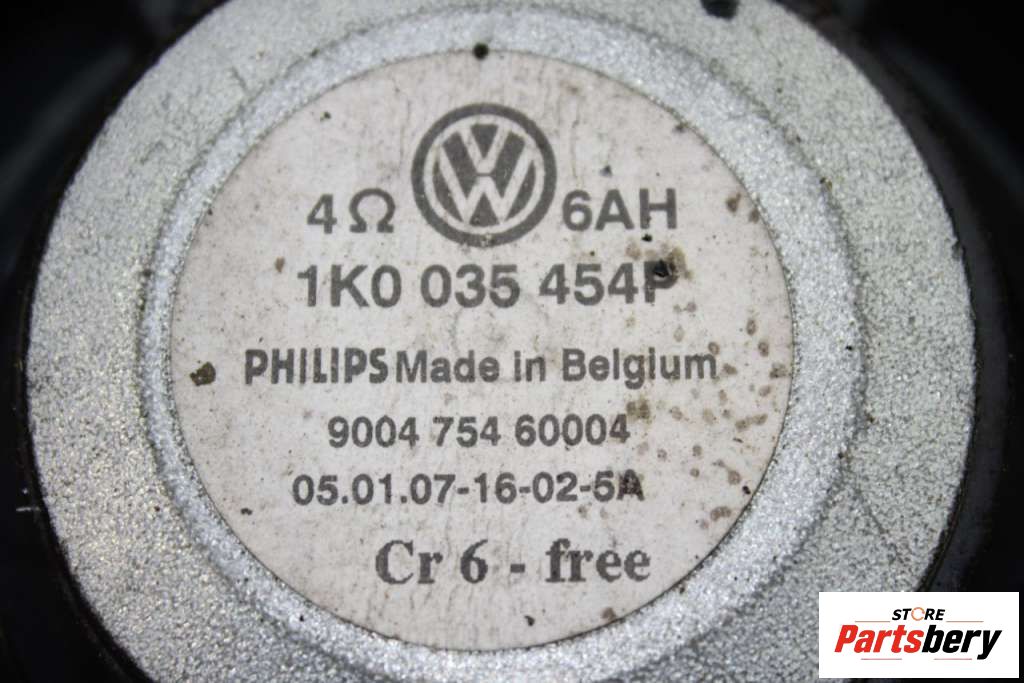 4Ω VW 6AH
1K0 035 454P
PHILIPS Made in Belgium
9004 754 60004
05.01.07-16-02-5A
Cr 6 - free
STORE
Partsbery